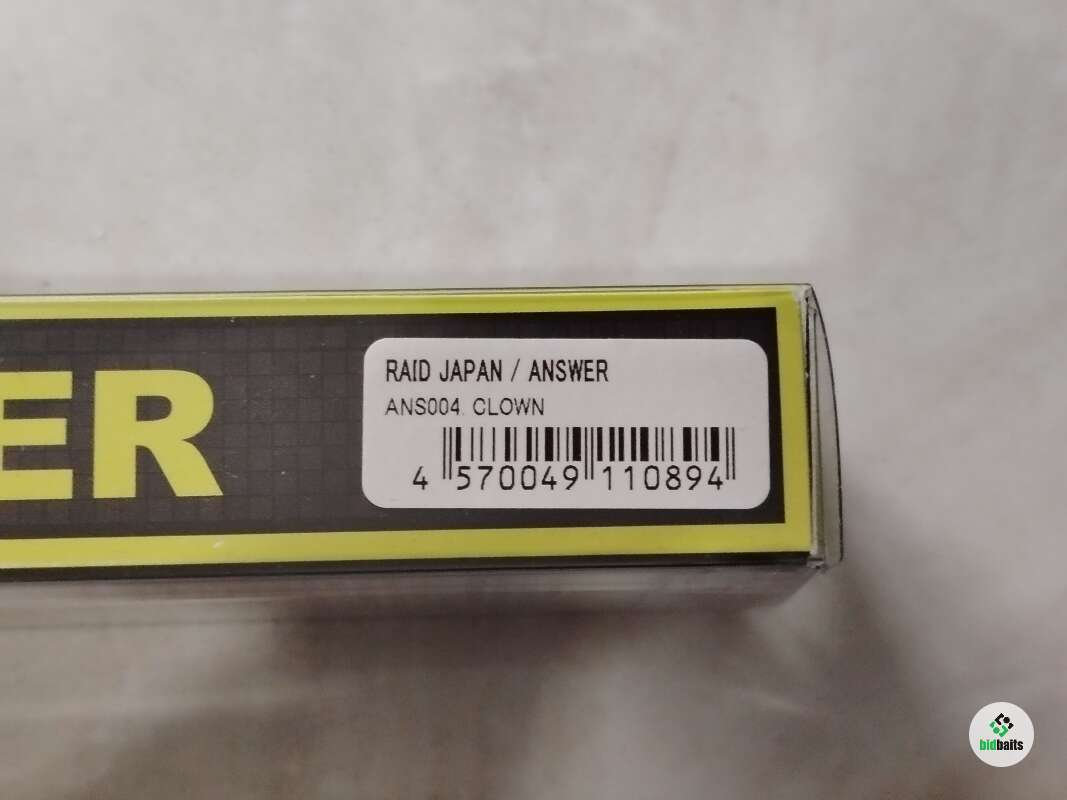 ER
RAID JAPAN / ANSWER
ANS004. CLOWN
4 570049 110894
bidbaits